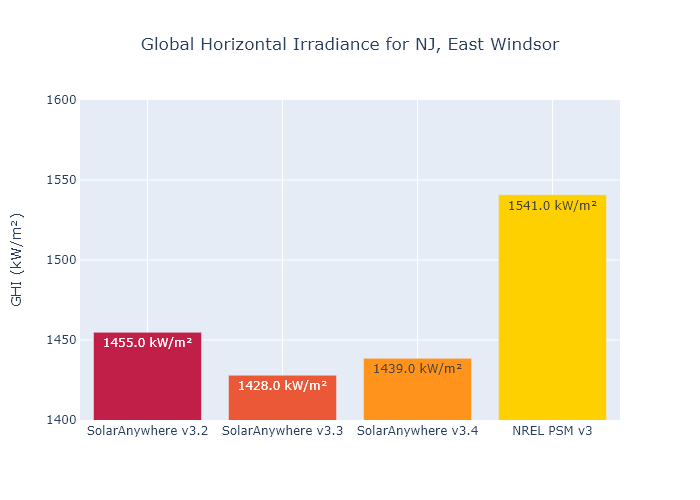 Global Horizontal Irradiance for NJ, East Windsor
GHI (kW/m²)
1600
1550
1500
1450
1400
1455.0 kW/m²
1428.0 kW/m²
1439.0 kW/m²
1541.0 kW/m²
SolarAnywhere v3.2
SolarAnywhere v3.3
SolarAnywhere v3.4
NREL PSM v3